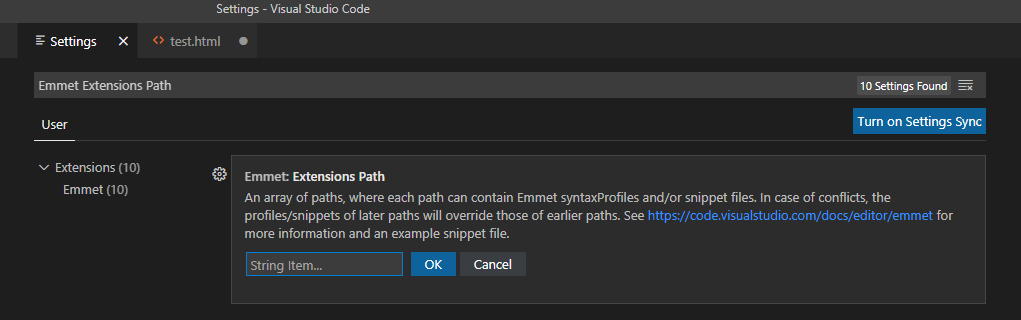 Settings - Visual Studio Code
Settings
test.html
Emmet Extensions Path
10 Settings Found
User
Turn on Settings Sync
Extensions (10)
Emmet (10)
Emmet: Extensions Path
An array of paths, where each path can contain Emmet syntaxProfiles and/or snippet files. In case of conflicts, the
profiles/snippets of later paths will override those of earlier paths. See https://code.visualstudio.com/docs/editor/emmet for
more information and an example snippet file.
String Item...
OK
Cancel